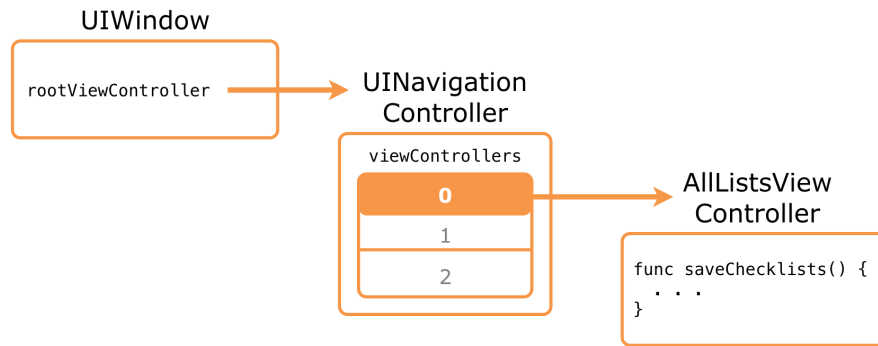 UIWindow
rootViewController
UINavigation
Controller
viewControllers
0
1
2
AllListsView
Controller
func saveChecklists() {
. . .
}